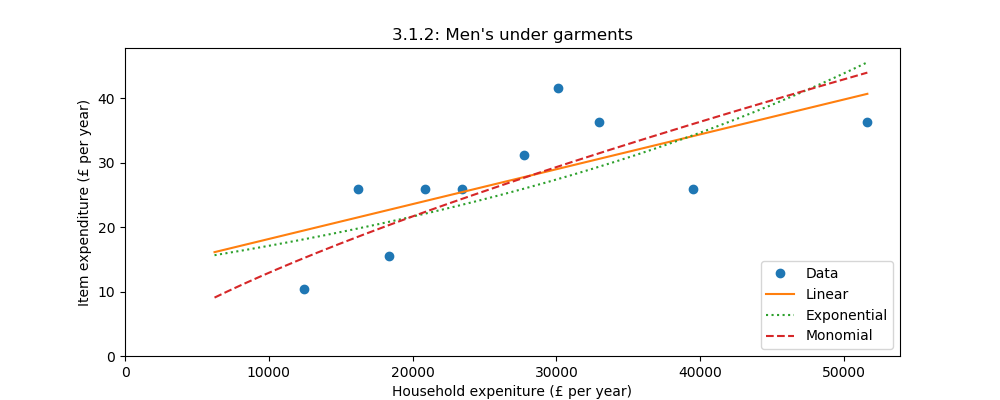 3.1.2: Men's under garments
Item expenditure (£ per year)
40
30
20
10
0
0 10000 20000 30000 40000 50000
Household expeniture (£ per year)
Data
Linear
Exponential
Monomial